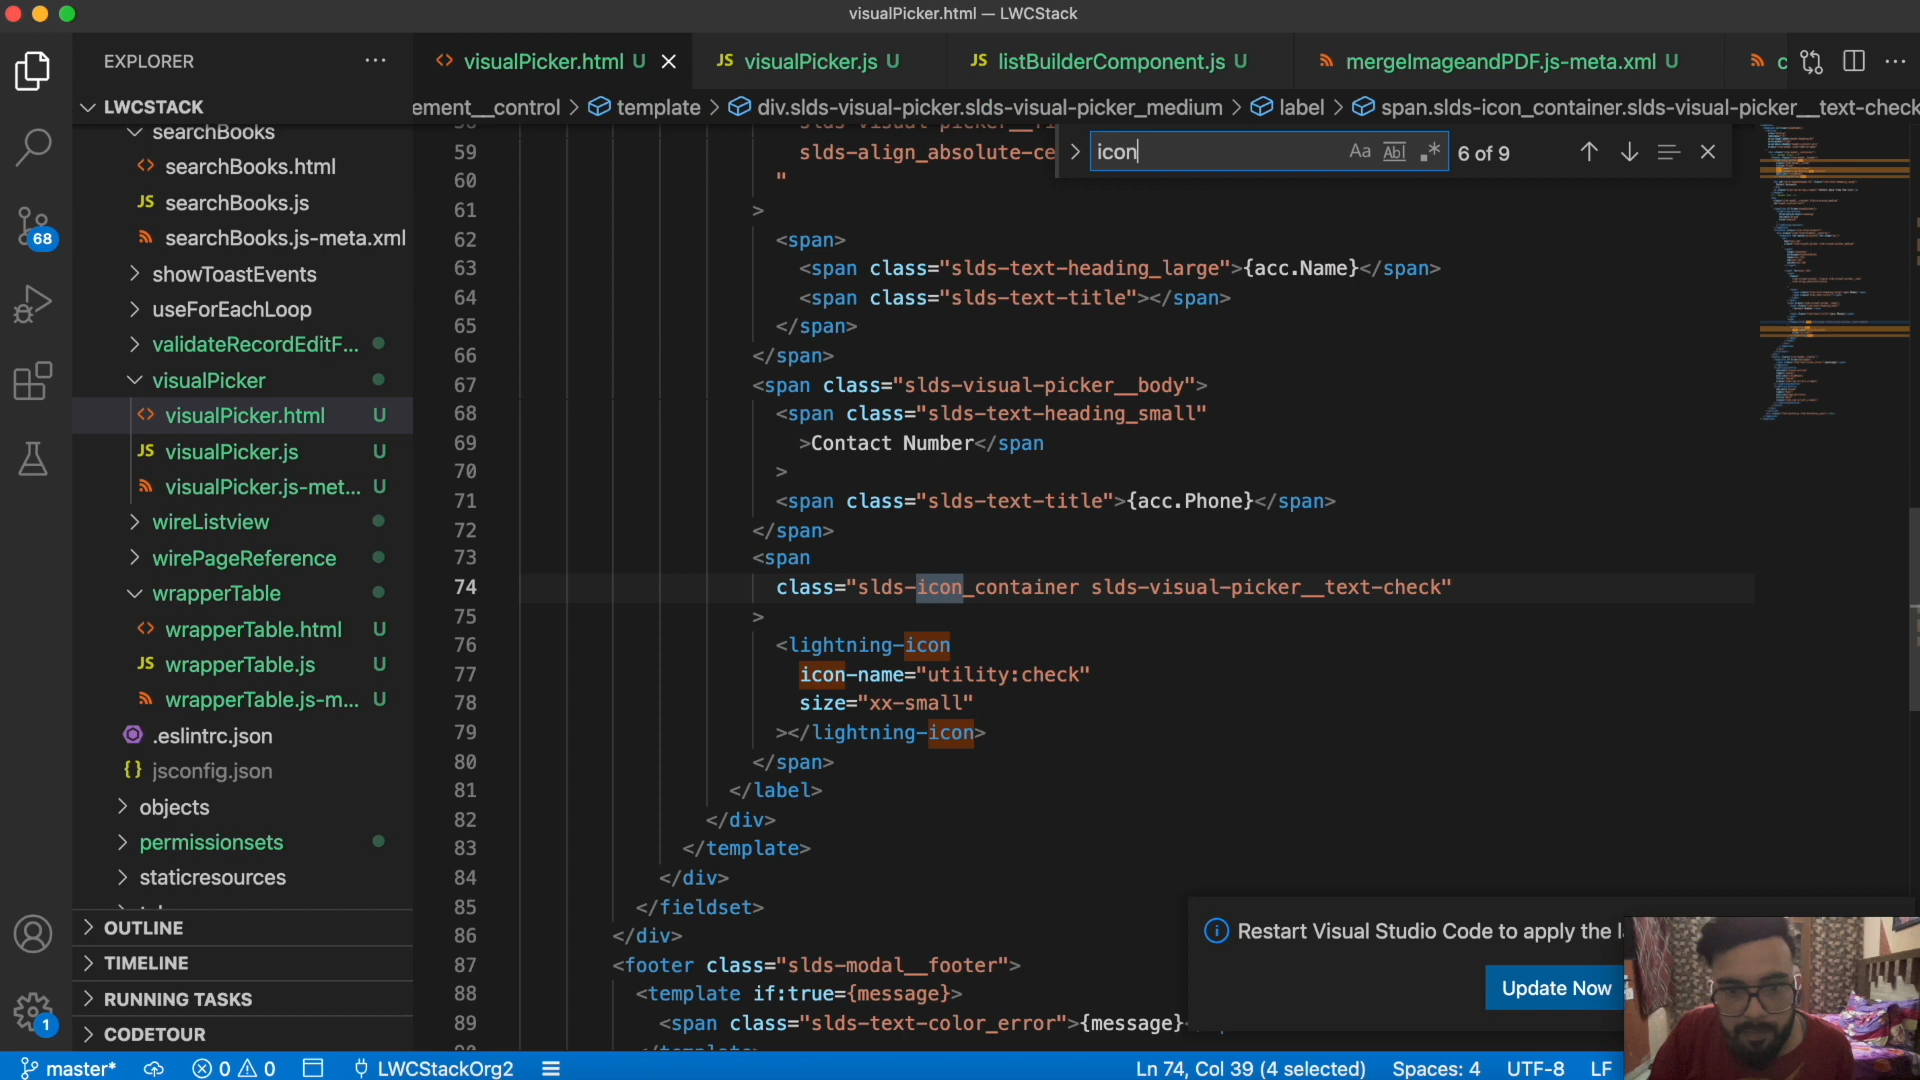 visualPicker.html — LWCStack
EXPLORER
visualPicker.html U
JS visualPicker.js U
JS listBuilderComponent.js U
mergeImageandPDF.js-meta.xml U
c
LWCSTACK
ement__control > template > div.slds-visual-picker.slds-visual-picker_medium > label > span.slds-icon_container.slds-visual-picker__text-check
icon
Aa Abl .* 6 of 9
searchBooks
searchBooks.html
JS searchBooks.js
searchBooks.js-meta.xml
showToastEvents
useForEachLoop
validateRecordEditF...
visualPicker
visualPicker.html U
JS visualPicker.js U
visualPicker.js-met... U
wireListview
wirePageReference
wrapperTable
wrapperTable.html U
JS wrapperTable.js U
wrapperTable.js-m... U
.eslintrc.json
{} jsconfig.json
objects
permissionsets
staticresources
OUTLINE
TIMELINE
RUNNING TASKS
CODETOUR
68
1
59 slds-align_absolute-ce
60 "
61 >
62 <span>
63 <span class="slds-text-heading_large">{acc.Name}</span>
64 <span class="slds-text-title"></span>
65 </span>
66 </span>
67 <span class="slds-visual-picker__body">
68 <span class="slds-text-heading_small"
69 >Contact Number</span
70 >
71 <span class="slds-text-title">{acc.Phone}</span>
72 </span>
73 <span
74 class="slds-icon_container slds-visual-picker__text-check"
75 >
76 <lightning-icon
77 icon-name="utility:check"
78 size="xx-small"
79 ></lightning-icon>
80 </span>
81 </label>
82 </div>
83 </template>
84 </div>
85 </fieldset>
86 </div>
87 <footer class="slds-modal__footer">
88 <template if:true={message}>
89 <span class="slds-text-color_error">{message}
Restart Visual Studio Code to apply the l
Update Now
master* 0 0 LWCStackOrg2
Ln 74, Col 39 (4 selected) Spaces: 4 UTF-8 LF